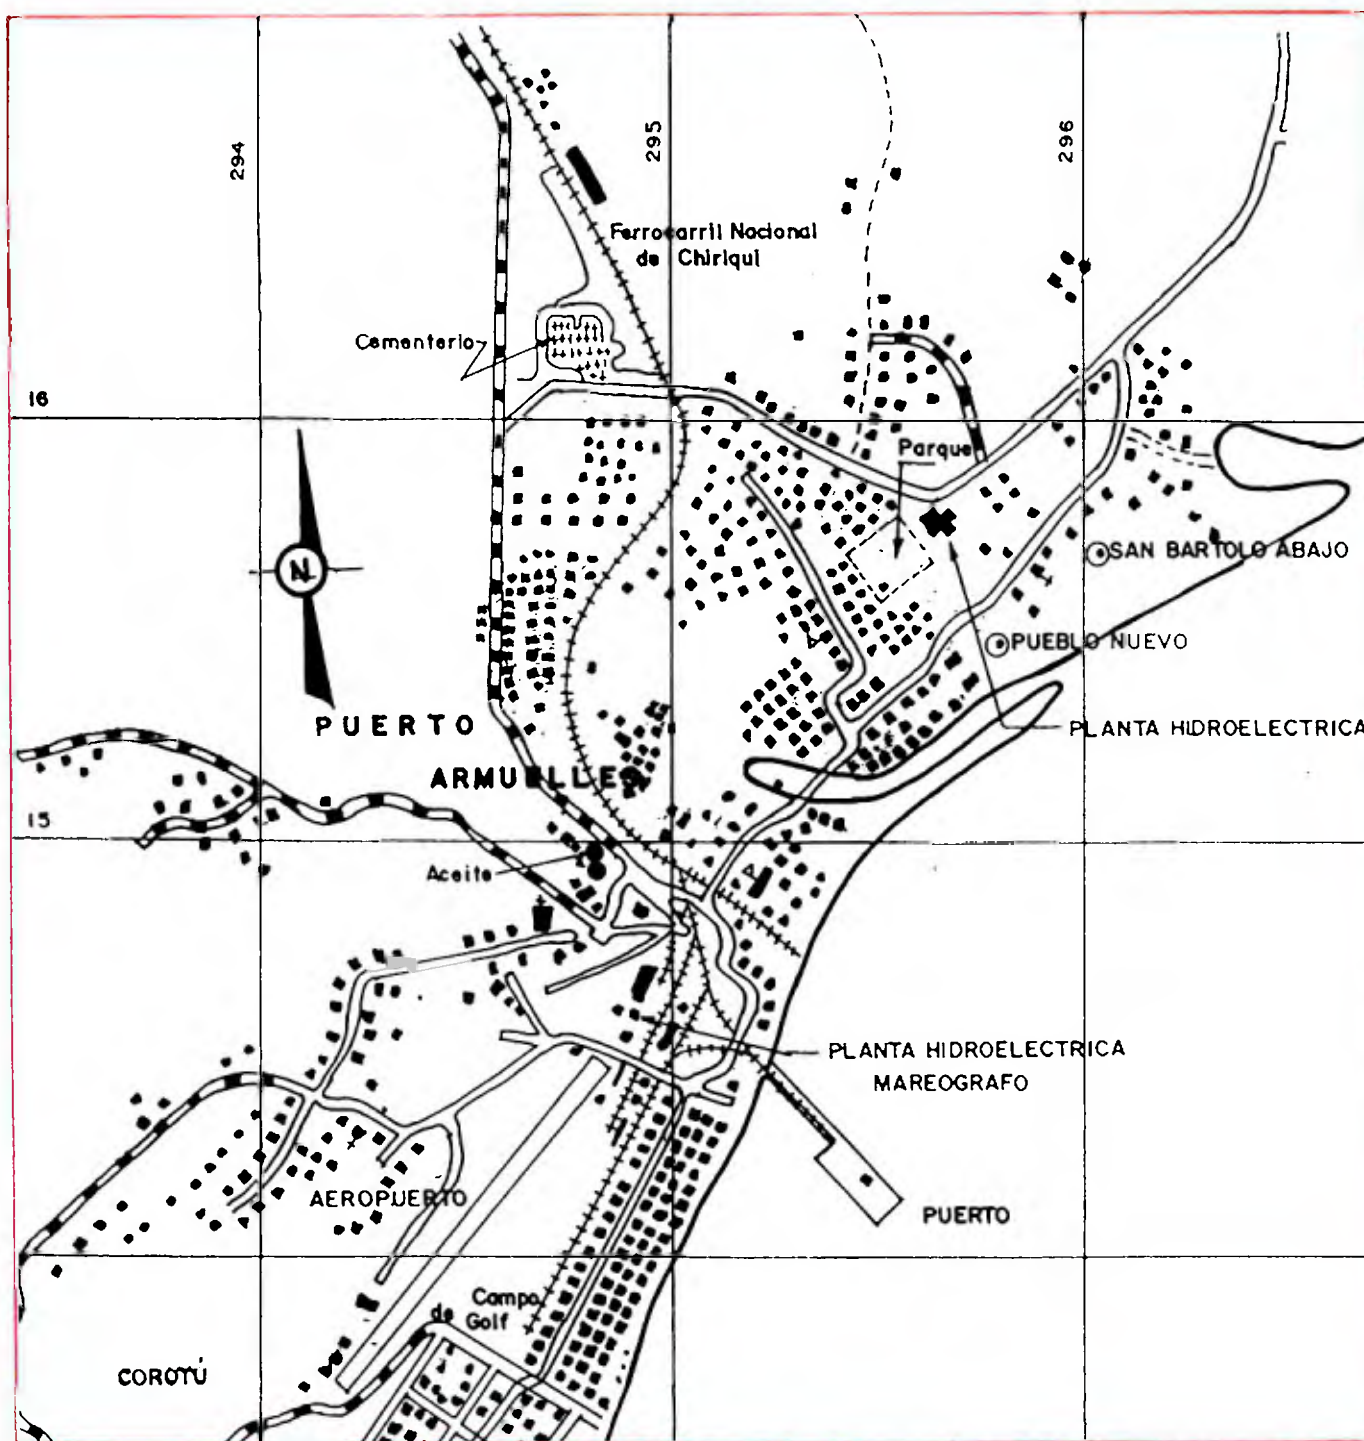 294
295
296
Ferrocarril Nacional
de Chiriqui
Cementerio
16
Parque
N
SAN BARTOLO ABAJO
PUEBLO NUEVO
PUERTO
PLANTA HIDROELECTRICA
ARMUELLES
15
Aceite
PLANTA HIDROELECTRICA
MAREOGRAFO
AEROPUERTO
PUERTO
Campo
de Golf
COROTÚ